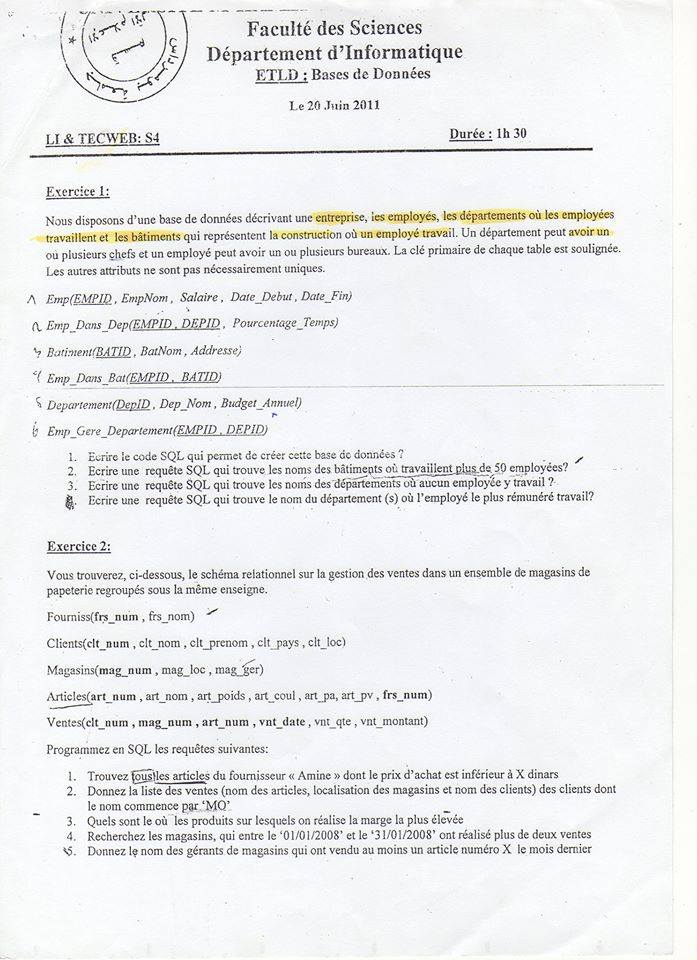 Faculté des Sciences
Département d'Informatique
ETLD : Bases de Données
Le 20 Juin 2011
LI & TECWEB: S4
Durée : 1h 30
Exercice 1:
Nous disposons d'une base de données décrivant une entreprise, les employés, les départements où les employées
travaillent et les bâtiments qui représentent la construction où un employé travail. Un département peut avoir un
ou plusieurs chefs et un employé peut avoir un ou plusieurs bureaux. La clé primaire de chaque table est soulignée.
Les autres attributs ne sont pas nécessairement uniques.
Emp(EMPID , EmpNom , Salaire , Date_Debut , Date_Fin)
Emp_Dans_Dep(EMPID , DEPID , Pourcentage_Temps)
Batiment(BATID , BatNom , Addresse)
Emp_Dans_Bat(EMPID , BATID)
Departement(DepID , Dep_Nom , Budget_Annuel)
Emp_Gere_Departement(EMPID , DEPID)
1. Ecrire le code SQL qui permet de créer cette base de données ?
2. Ecrire une requête SQL qui trouve les noms des bâtiments où travaillent plus de 50 employées?
3. Ecrire une requête SQL qui trouve les noms des départements où aucun employée y travail ?
. Ecrire une requête SQL qui trouve le nom du département (s) où l'employé le plus rémunéré travail?
Exercice 2:
Vous trouverez, ci-dessous, le schéma relationnel sur la gestion des ventes dans un ensemble de magasins de
papeterie regroupés sous la même enseigne.
Fourniss(frs_num , frs_nom)
Clients(clt_num , clt_nom , clt_prenom , clt_pays , clt_loc)
Magasins(mag_num , mag_loc , mag_ger)
Articles(art_num , art_nom , art_poids , art_coul , art_pa, art_pv , frs_num)
Ventes(clt_num , mag_num , art_num , vnt_date , vnt_qte , vnt_montant)
Programmez en SQL les requêtes suivantes:
1. Trouvez tous les articles du fournisseur « Amine » dont le prix d'achat est inférieur à X dinars
2. Donnez la liste des ventes (nom des articles, localisation des magasins et nom des clients) des clients dont
le nom commence par 'MO'
3. Quels sont le où les produits sur lesquels on réalise la marge la plus élevée
4. Recherchez les magasins, qui entre le '01/01/2008' et le '31/01/2008' ont réalisé plus de deux ventes
5. Donnez le nom des gérants de magasins qui ont vendu au moins un article numéro X le mois dernier